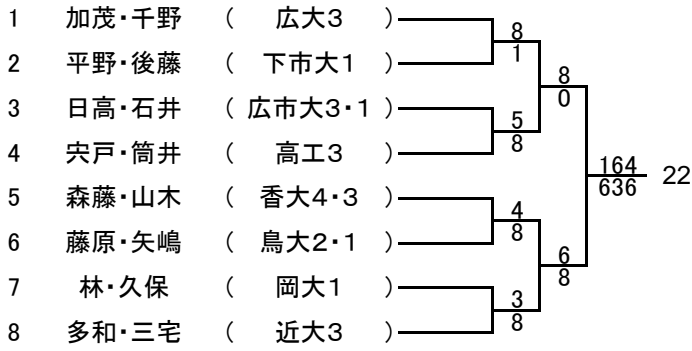 1 加茂・千野 ( 広大3 )
8
1
2 平野・後藤 ( 下市大1 )
8
0
3 日高・石井 ( 広市大3・1 )
5
8
4 宍戸・筒井 ( 高工3 )
164
636
22
5 森藤・山木 ( 香大4・3 )
4
8
6 藤原・矢嶋 ( 鳥大2・1 )
6
8
7 林・久保 ( 岡大1 )
3
8
8 多和・三宅 ( 近大3 )